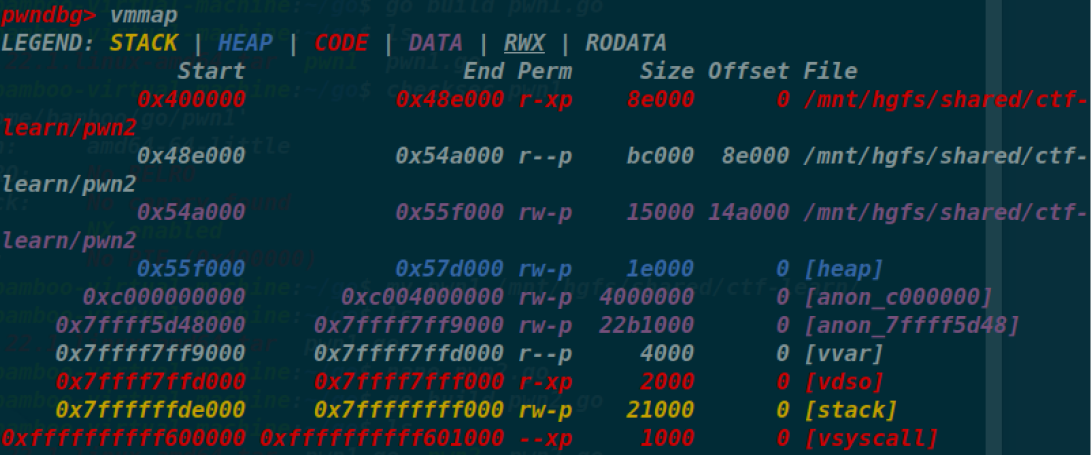 pwndbg> vmmap
LEGEND: STACK | HEAP | CODE | DATA | RWX | RODATA
Start End Perm Size Offset File
0x400000 0x48e000 r-xp 8e000 0 /mnt/hgfs/shared/ctf-
learn/pwn2
0x48e000 0x54a000 r--p bc000 8e000 /mnt/hgfs/shared/ctf-
learn/pwn2
0x54a000 0x55f000 rw-p 15000 14a000 /mnt/hgfs/shared/ctf-
learn/pwn2
0x55f000 0x57d000 rw-p 1e000 0 [heap]
0xc000000000 0xc004000000 rw-p 4000000 0 [anon_c000000]
0x7ffff5d48000 0x7ffff7ff9000 rw-p 22b1000 0 [anon_7ffff5d48]
0x7ffff7ff9000 0x7ffff7ffd000 r--p 4000 0 [vvar]
0x7ffff7ffd000 0x7ffff7fff000 r-xp 2000 0 [vdso]
0x7ffffffde000 0x7ffffffff000 rw-p 21000 0 [stack]
0xffffffffff600000 0xffffffffff601000 --xp 1000 0 [vsyscall]